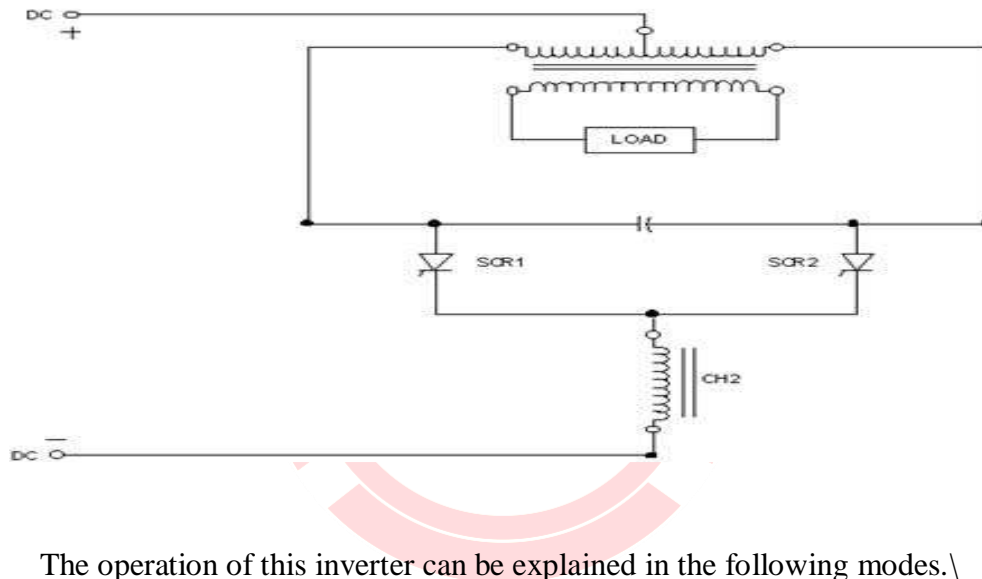 DC
+
LOAD
SCR1
SCR2
CH2
DC
—
The operation of this inverter can be explained in the following modes.\